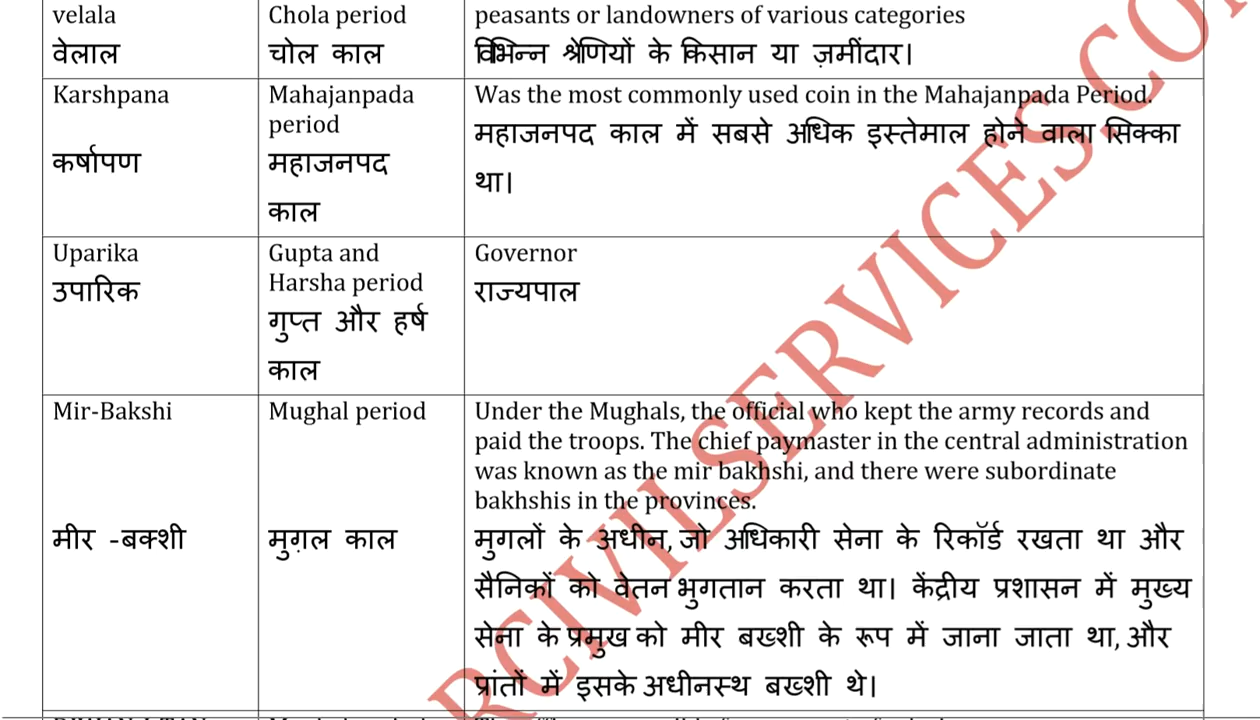 velala
वेलाल
Chola period
चोल काल
peasants or landowners of various categories
विभिन्न श्रेणियों के किसान या ज़मींदार।
Karshpana
कर्षापण
Mahajanpada
period
महाजनपद
काल
Was the most commonly used coin in the Mahajanpada Period.
महाजनपद काल में सबसे अधिक इस्तेमाल होने वाला सिक्का
था।
Uparika
उपारिक
Gupta and
Harsha period
गुप्त और हर्ष
काल
Governor
राज्यपाल
Mir-Bakshi
मीर -बक्शी
Mughal period
मुग़ल काल
Under the Mughals, the official who kept the army records and
paid the troops. The chief paymaster in the central administration
was known as the mir bakhshi, and there were subordinate
bakhshis in the provinces.
मुगलों के अधीन, जो अधिकारी सेना के रिकॉर्ड रखता था और
सैनिकों को वेतन भुगतान करता था। केंद्रीय प्रशासन में मुख्य
सेना के प्रमुख को मीर बख्शी के रूप में जाना जाता था, और
प्रांतों में इसके अधीनस्थ बख्शी थे।
RCIVILSERVICES.CO